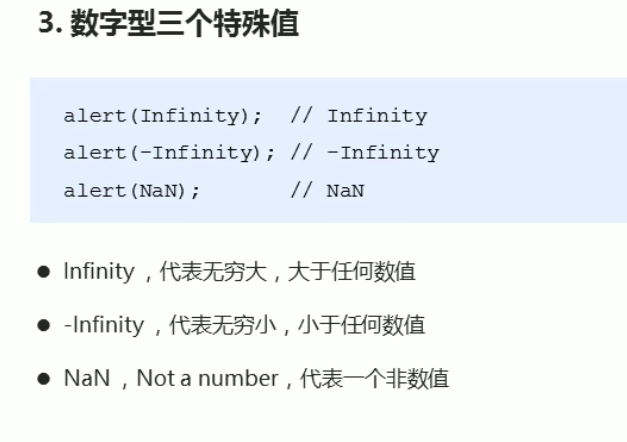 3. 数字型三个特殊值
alert(Infinity);  // Infinity
alert(-Infinity); // -Infinity
alert(NaN);       // NaN
● Infinity ，代表无穷大，大于任何数值
● -Infinity ，代表无穷小，小于任何数值
● NaN ，Not a number，代表一个非数值